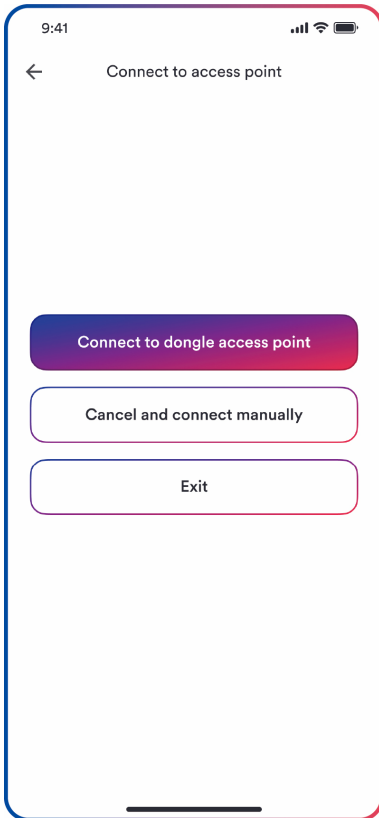 9:41
Connect to access point
Connect to dongle access point
Cancel and connect manually
Exit